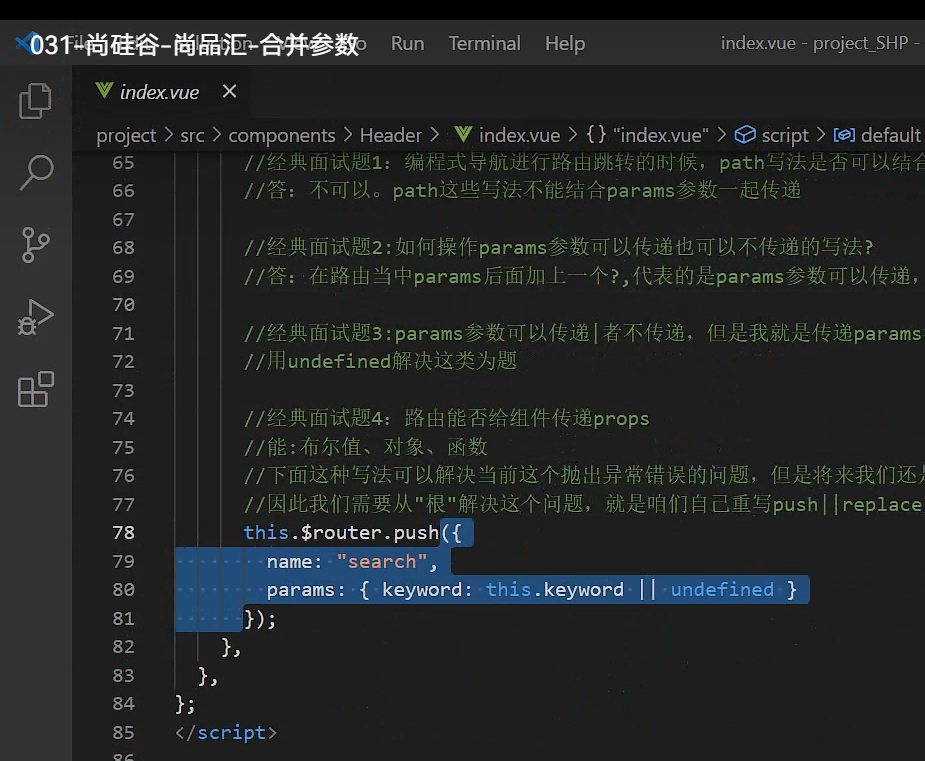 031-尚硅谷-尚品汇-合并参数
Run Terminal Help index.vue - project_SHP -
index.vue
project > src > components > Header > index.vue > {} "index.vue" > script > default
65 //经典面试题1: 编程式导航进行路由跳转的时候，path写法是否可以结合
66 //答: 不可以。path这些写法不能结合params参数一起传递
67
68 //经典面试题2:如何操作params参数可以传递也可以不传递的写法?
69 //答: 在路由当中params后面加上一个?,代表的是params参数可以传递，
70
71 //经典面试题3:params参数可以传递|者不传递，但是我就是传递params
72 //用undefined解决这类为题
73
74 //经典面试题4: 路由能否给组件传递props
75 //能:布尔值、对象、函数
76 //下面这种写法可以解决当前这个抛出异常错误的问题，但是将来我们还是
77 //因此我们需要从"根"解决这个问题，就是咱们自己重写push||replace
78 this.$router.push({
79 name: "search",
80 params: { keyword: this.keyword || undefined }
81 });
82 },
83 },
84 };
85 </script>
86